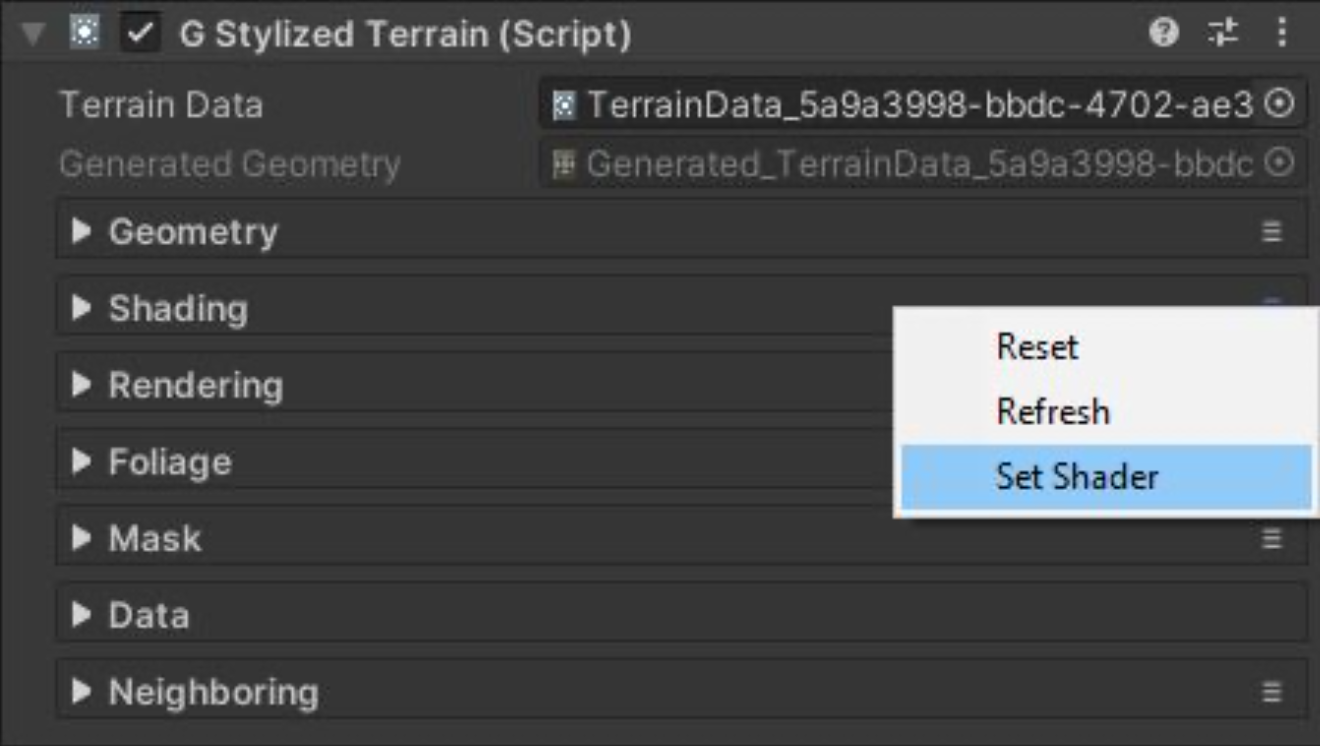 G Stylized Terrain (Script)
Terrain Data TerrainData_5a9a3998-bbdc-4702-ae3
Generated Geometry Generated_TerrainData_5a9a3998-bbdc
Geometry
Shading
Reset
Rendering
Refresh
Foliage
Set Shader
Mask
Data
Neighboring